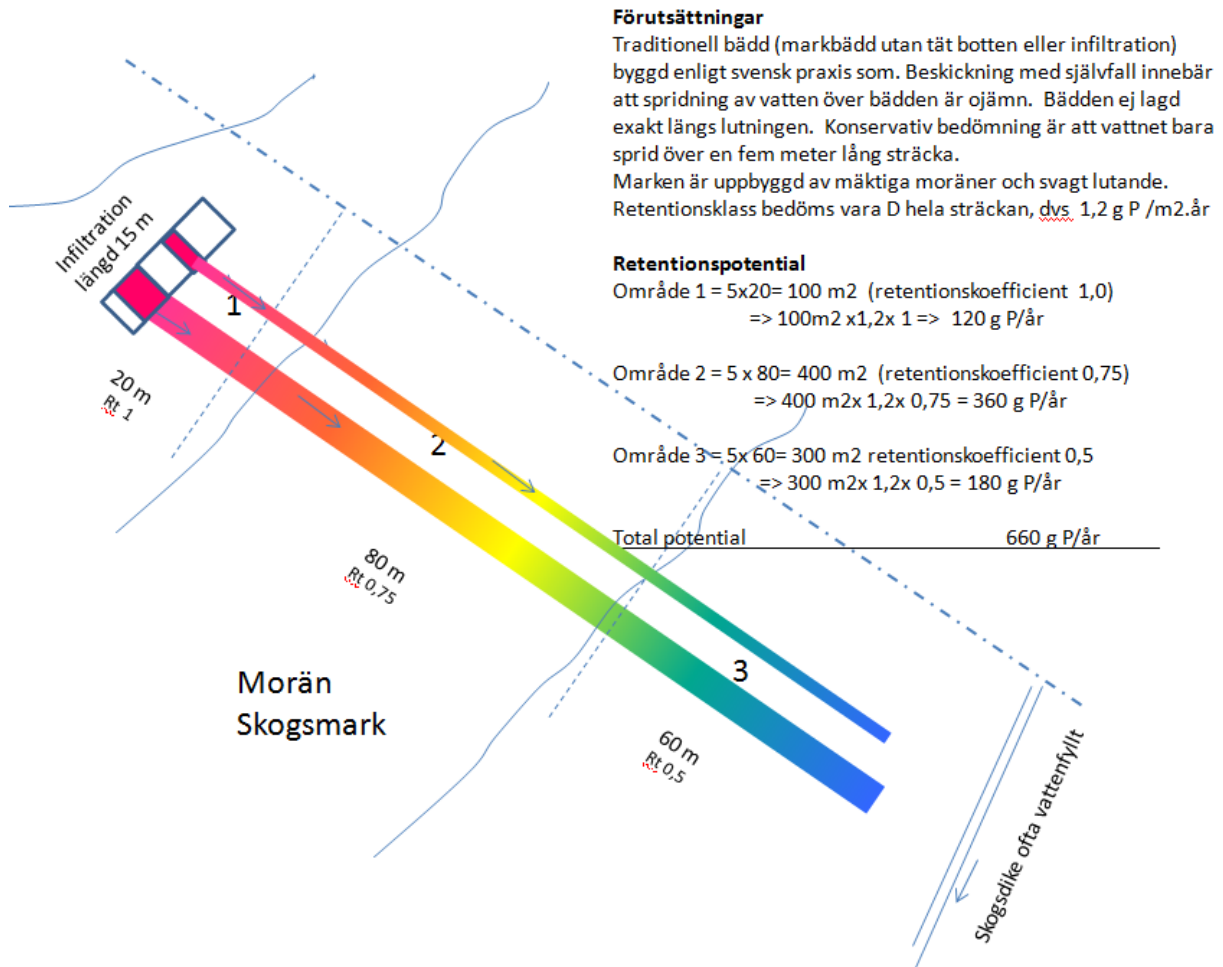 Förutsättningar
Traditionell bädd (markbädd utan tät botten eller infiltration)
byggd enligt svensk praxis som. Beskickning med självfall innebär
att spridning av vatten över bädden är ojämn.  Bädden ej lagd
exakt längs lutningen.  Konservativ bedömning är att vattnet bara
sprid över en fem meter lång sträcka.
Marken är uppbyggd av mäktiga moräner och svagt lutande.
Retentionsklass bedöms vara D hela sträckan, dvs  1,2 g P /m2.år
Retentionspotential
Område 1 = 5x20= 100 m2  (retentionskoefficient  1,0)
=> 100m2 x1,2x 1 =>  120 g P/år
Område 2 = 5 x 80= 400 m2  (retentionskoefficient 0,75)
=> 400 m2x 1,2x 0,75 = 360 g P/år
Område 3 = 5x 60= 300 m2 retentionskoefficient 0,5
=> 300 m2x 1,2x 0,5 = 180 g P/år
Total potential 660 g P/år
Infiltration
längd 15 m
1
20 m
Rt 1
2
80 m
Rt 0,75
3
60 m
Rt 0,5
Morän
Skogsmark
Skogsdike ofta vattenfyllt